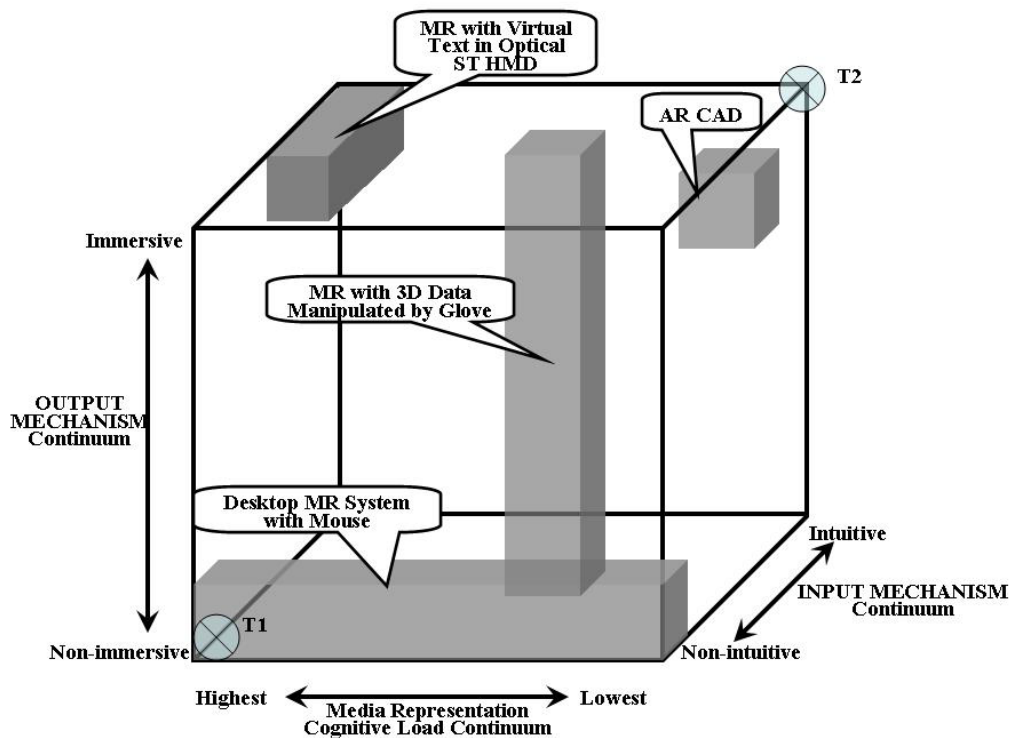 MR with Virtual
Text in Optical
ST HMD
T2
AR CAD
Immersive
MR with 3D Data
Manipulated by Glove
OUTPUT
MECHANISM
Continuum
Desktop MR System
with Mouse
Intuitive
INPUT MECHANISM
Continuum
T1
Non-immersive
Non-intuitive
Highest
Lowest
Media Representation
Cognitive Load Continuum